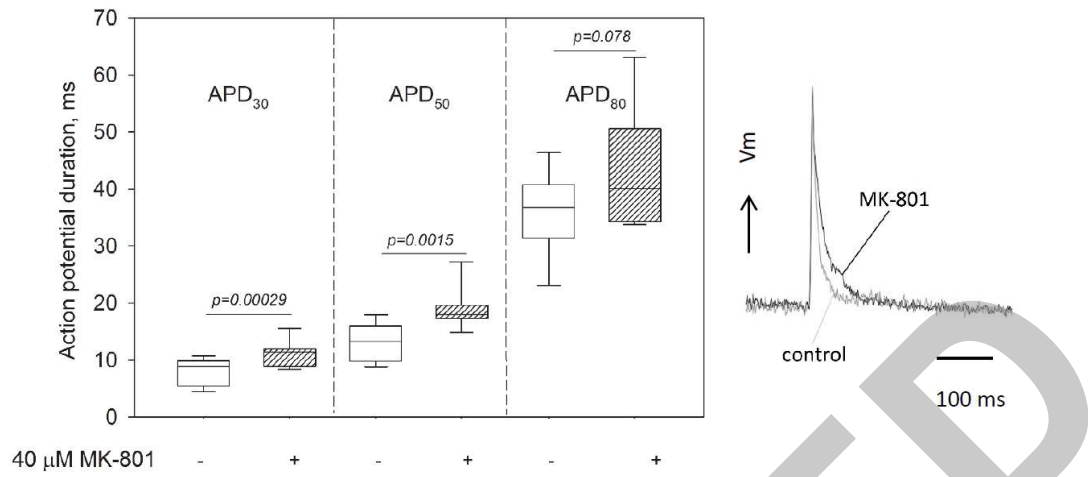 70
60
50
40
30
20
10
0
Action potential duration, ms
APD30
APD50
APD80
p=0.00029
p=0.0015
p=0.078
40 μM MK-801 - + - + - +
Vm
MK-801
control
100 ms